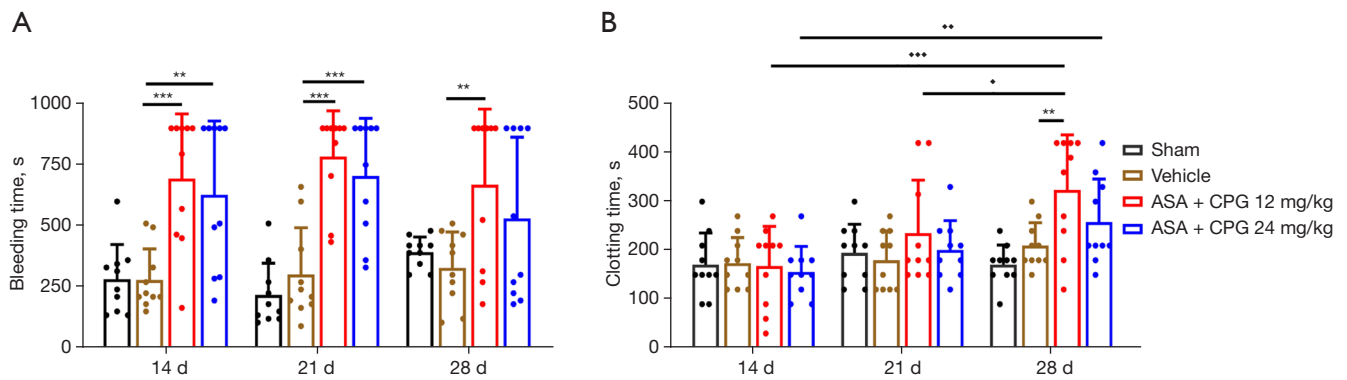 A
Bleeding time, s
1000
750
500
250
0
**
***
***
***
**
14 d
21 d
28 d
B
Clotting time, s
500
400
300
200
100
0
**
14 d
21 d
28 d
Sham
Vehicle
ASA + CPG 12 mg/kg
ASA + CPG 24 mg/kg